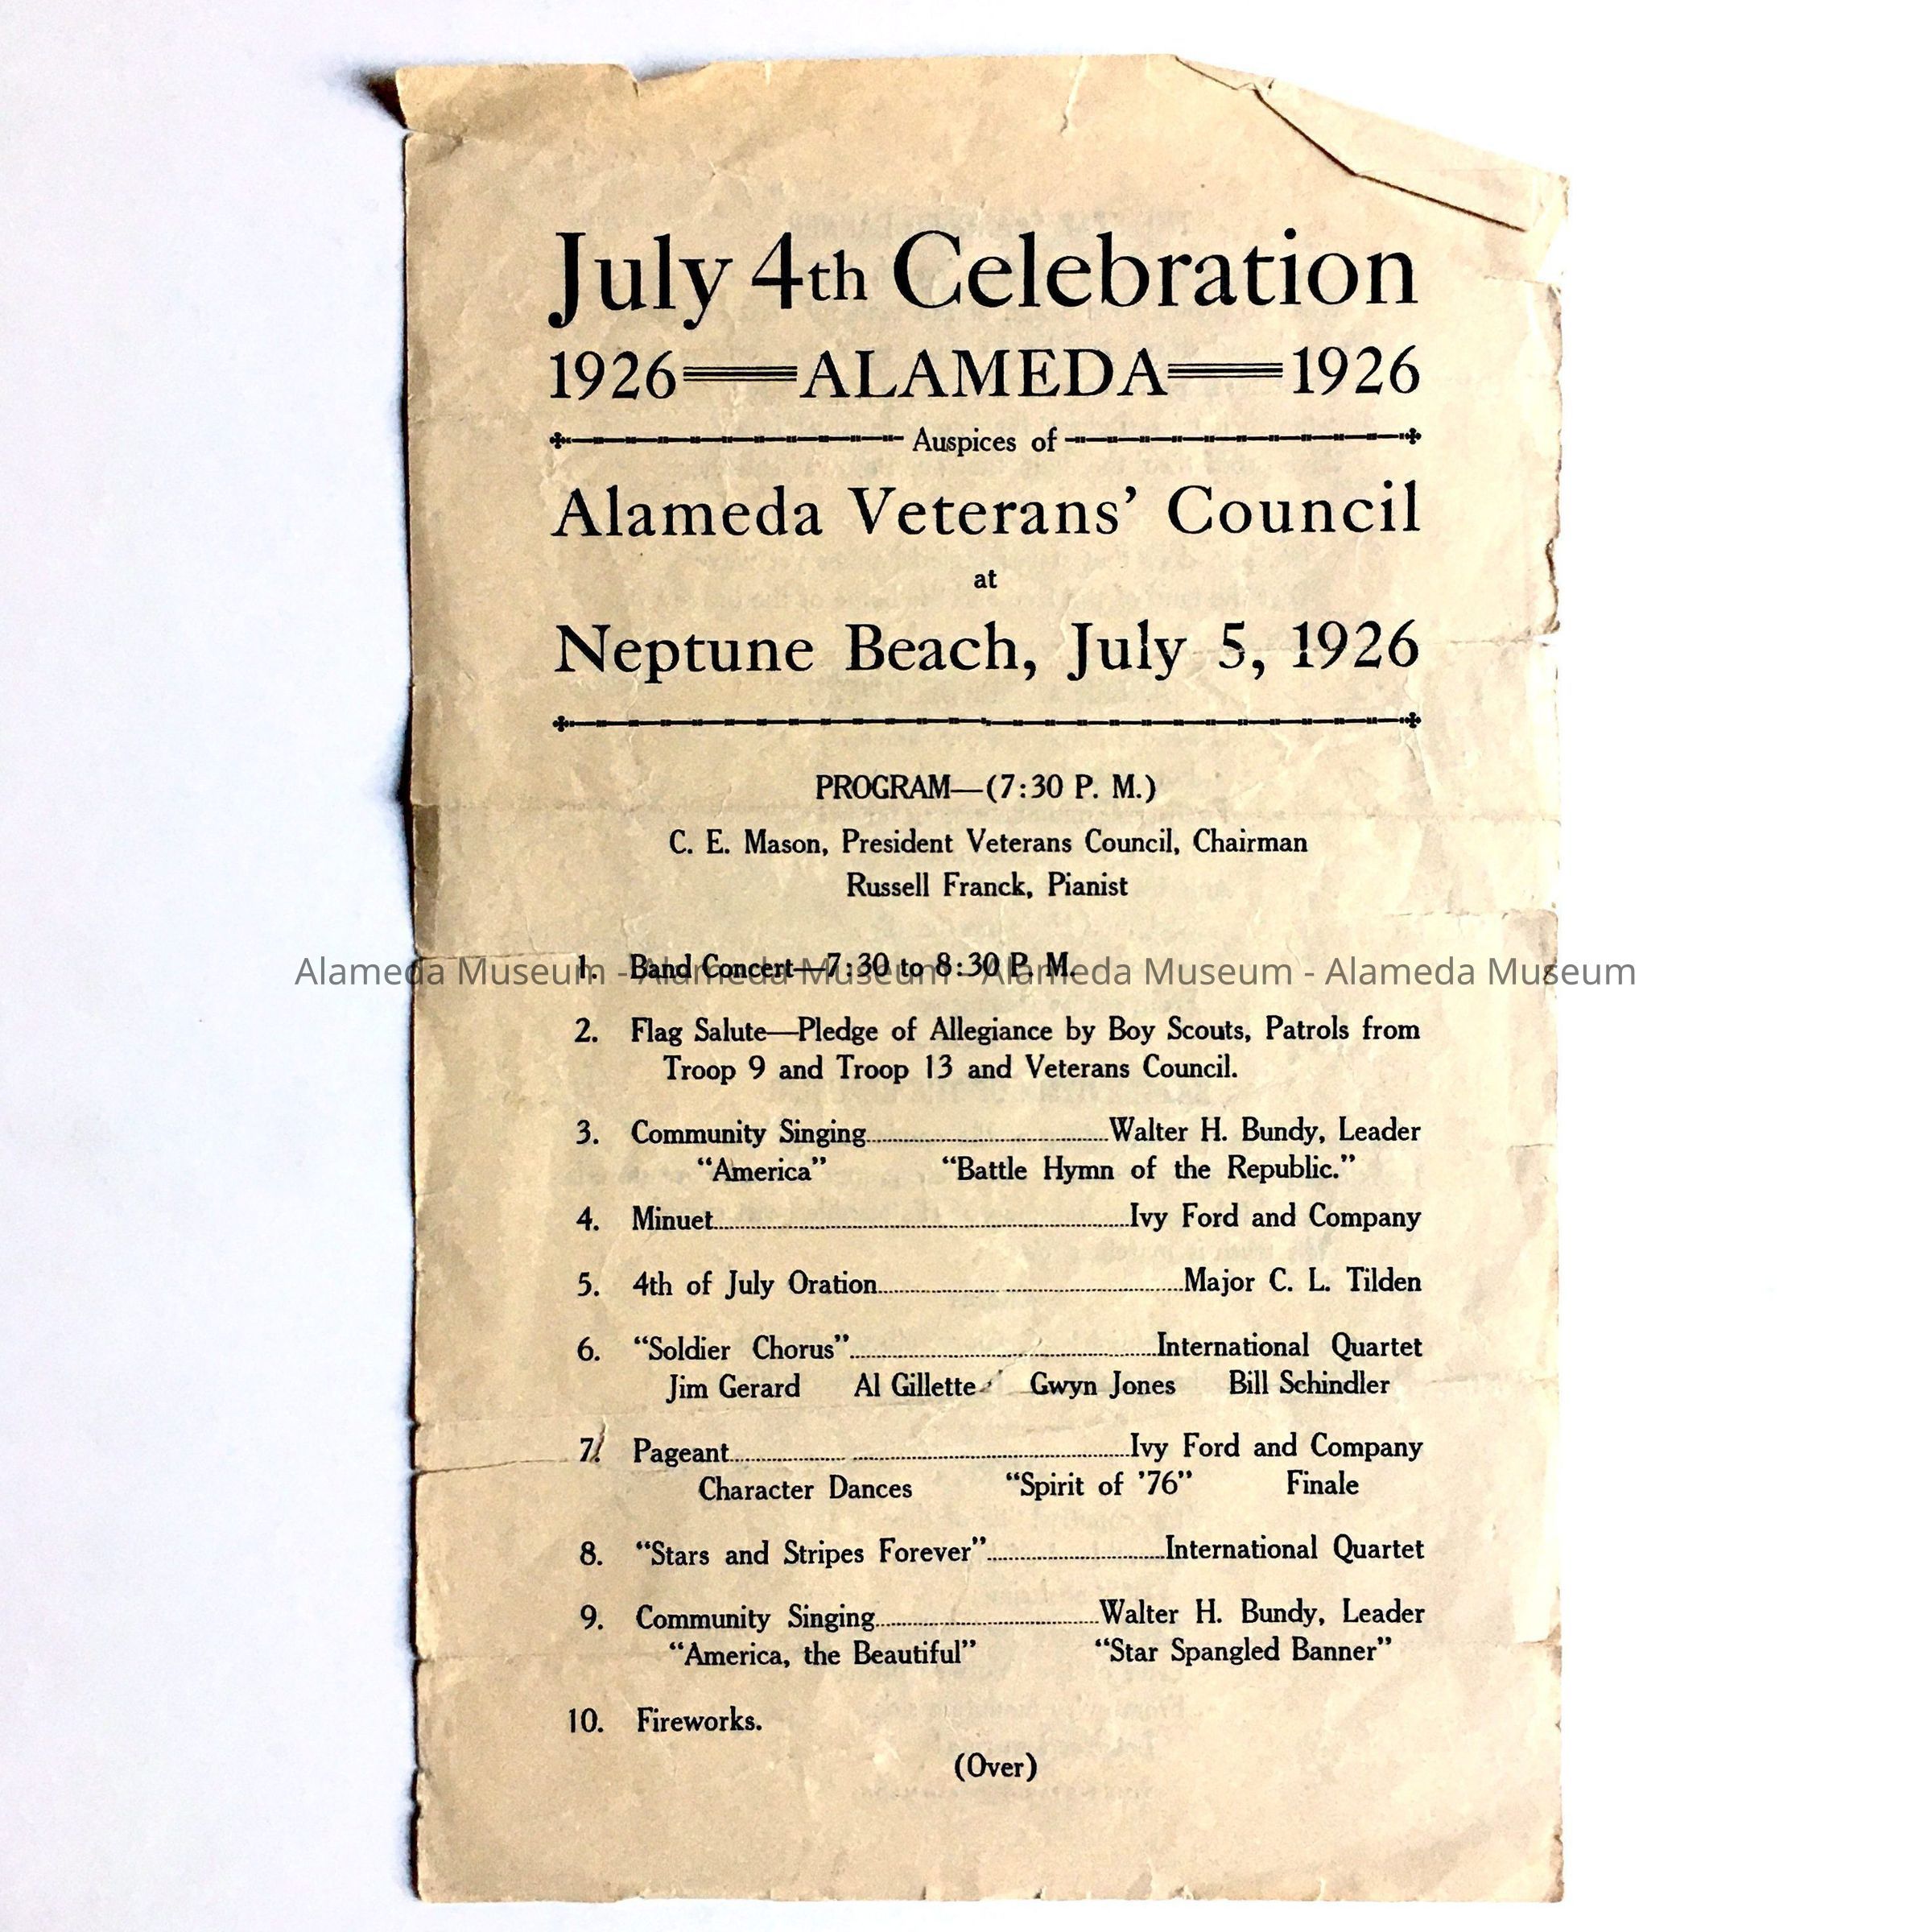 July 4th Celebration
1926 ALAMEDA 1926
Auspices of
Alameda Veterans' Council
at
Neptune Beach, July 5, 1926
PROGRAM—(7:30 P. M.)
C. E. Mason, President Veterans Council, Chairman
Russell Franck, Pianist
1. Band Concert—7:30 to 8:30 P. M.
Alameda Museum - Alameda Museum - Alameda Museum - Alameda Museum
2. Flag Salute—Pledge of Allegiance by Boy Scouts, Patrols from
Troop 9 and Troop 13 and Veterans Council.
3. Community Singing........Walter H. Bundy, Leader
"America" "Battle Hymn of the Republic."
4. Minuet........Ivy Ford and Company
5. 4th of July Oration........Major C. L. Tilden
6. "Soldier Chorus"........International Quartet
Jim Gerard Al Gillette Gwyn Jones Bill Schindler
7. Pageant........Ivy Ford and Company
Character Dances "Spirit of '76" Finale
8. "Stars and Stripes Forever"........International Quartet
9. Community Singing........Walter H. Bundy, Leader
"America, the Beautiful" "Star Spangled Banner"
10. Fireworks.
(Over)